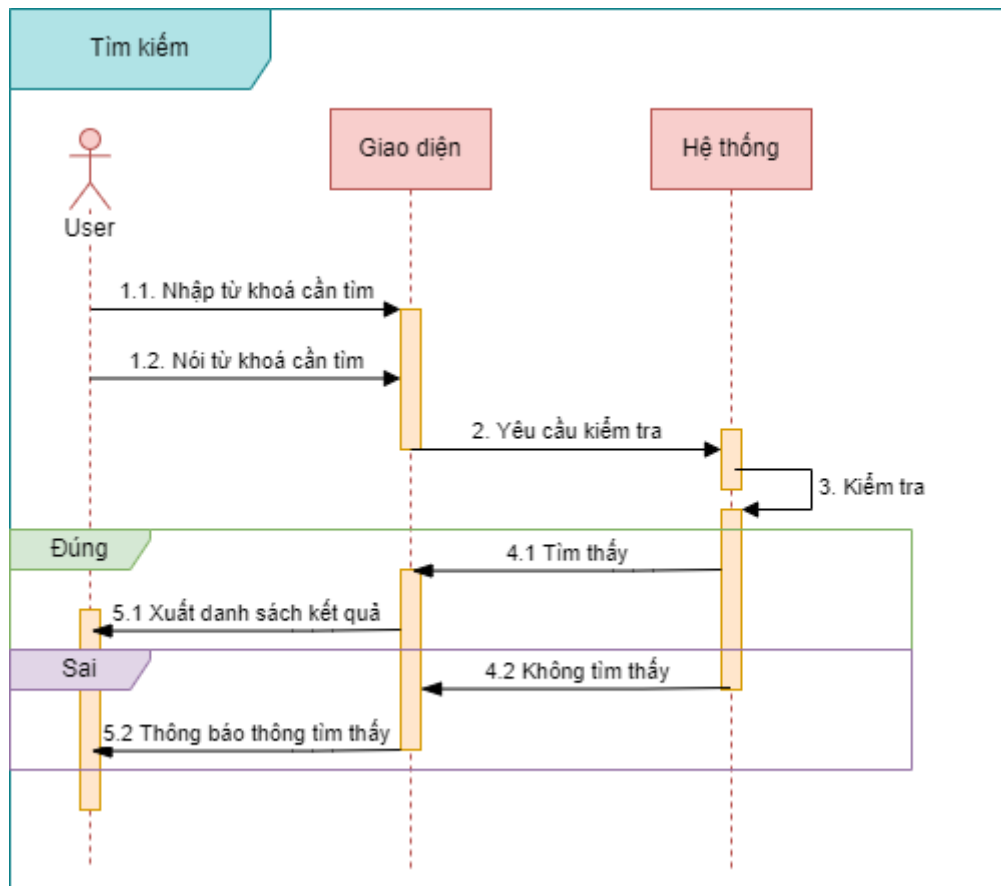 Tìm kiếm
Giao diện
Hệ thống
User
1.1. Nhập từ khoá cần tìm
1.2. Nói từ khoá cần tìm
2. Yêu cầu kiểm tra
3. Kiểm tra
Đúng
4.1 Tìm thấy
5.1 Xuất danh sách kết quả
Sai
4.2 Không tìm thấy
5.2 Thông báo thông tìm thấy